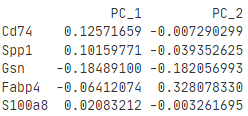 PC_1 PC_2
Cd74 0.12571659 -0.007290299
Spp1 0.10159771 -0.039352625
Gsn -0.18489100 -0.182056993
Fabp4 -0.06412074 0.328078330
S100a8 0.02083212 -0.003261695